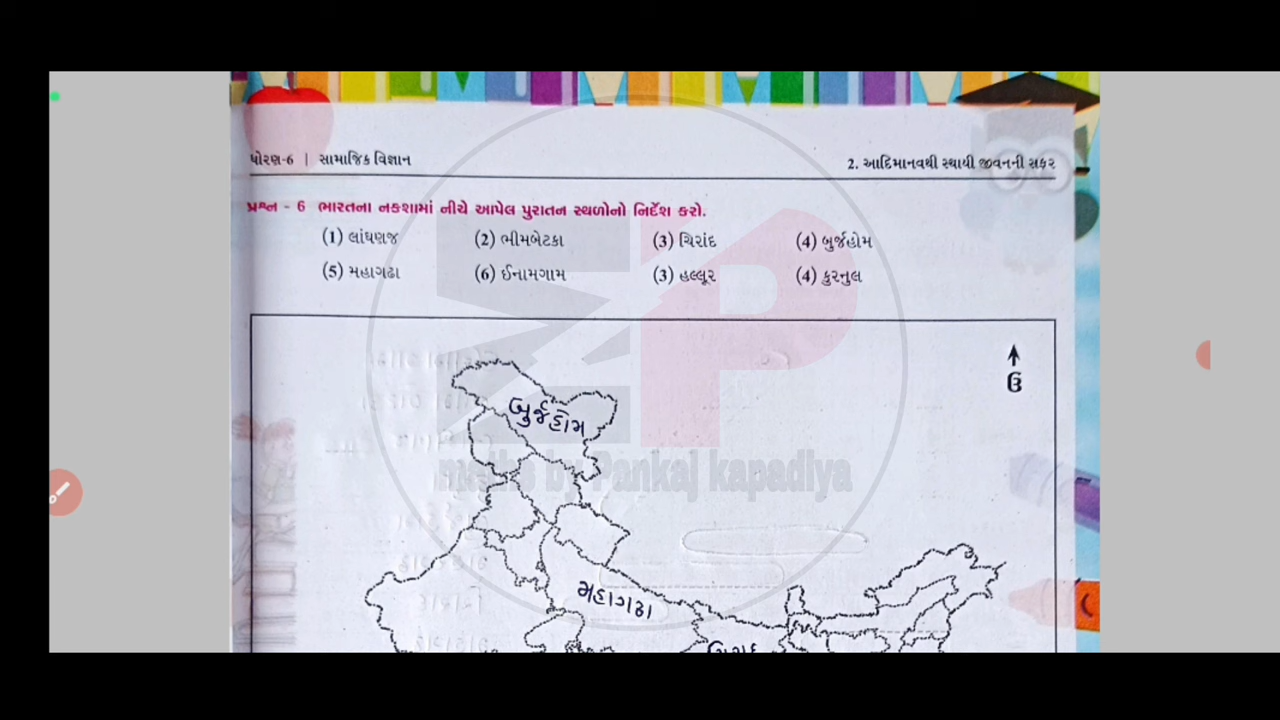 ધોરણ-6 | સામાજિક વિજ્ઞાન
2. આદિમાનવથી સ્થાયી જીવનની સફર
પ્રશ્ન - 6 ભારતના નકશામાં નીચે આપેલ પુરાતન સ્થળોનો નિર્દેશ કરો.
(1) લાંઘણજ (2) ભીમબેટકા (3) ચિરાંદ (4) બુર્જહોમ
(5) મહાગઢા (6) ઈનામગામ (3) હલ્લૂર (4) કુરનુલ
ઉ
બુર્જહોમ
maths by Pankaj kapadiya
મહાગઢા